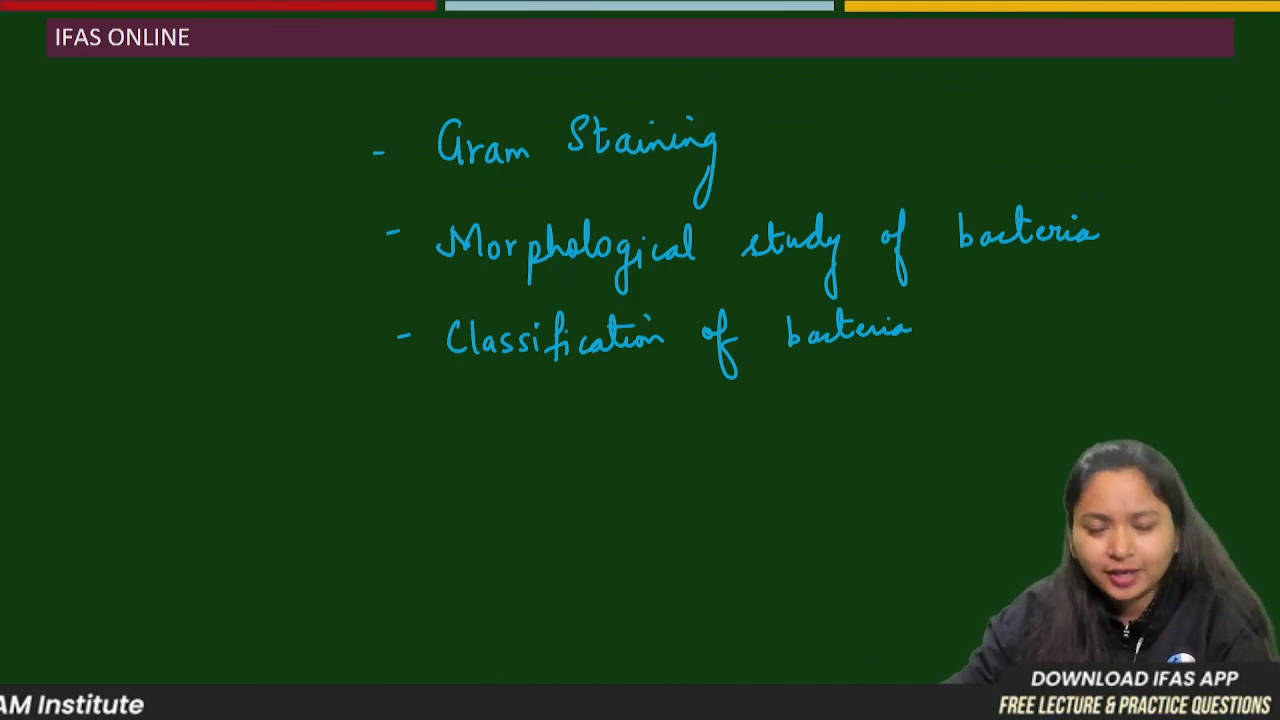 IFAS ONLINE
- Gram Staining
- Morphological study of bacteria
- Classification of bacteria
DOWNLOAD IFAS APP
AM Institute
FREE LECTURE & PRACTICE QUESTIONS